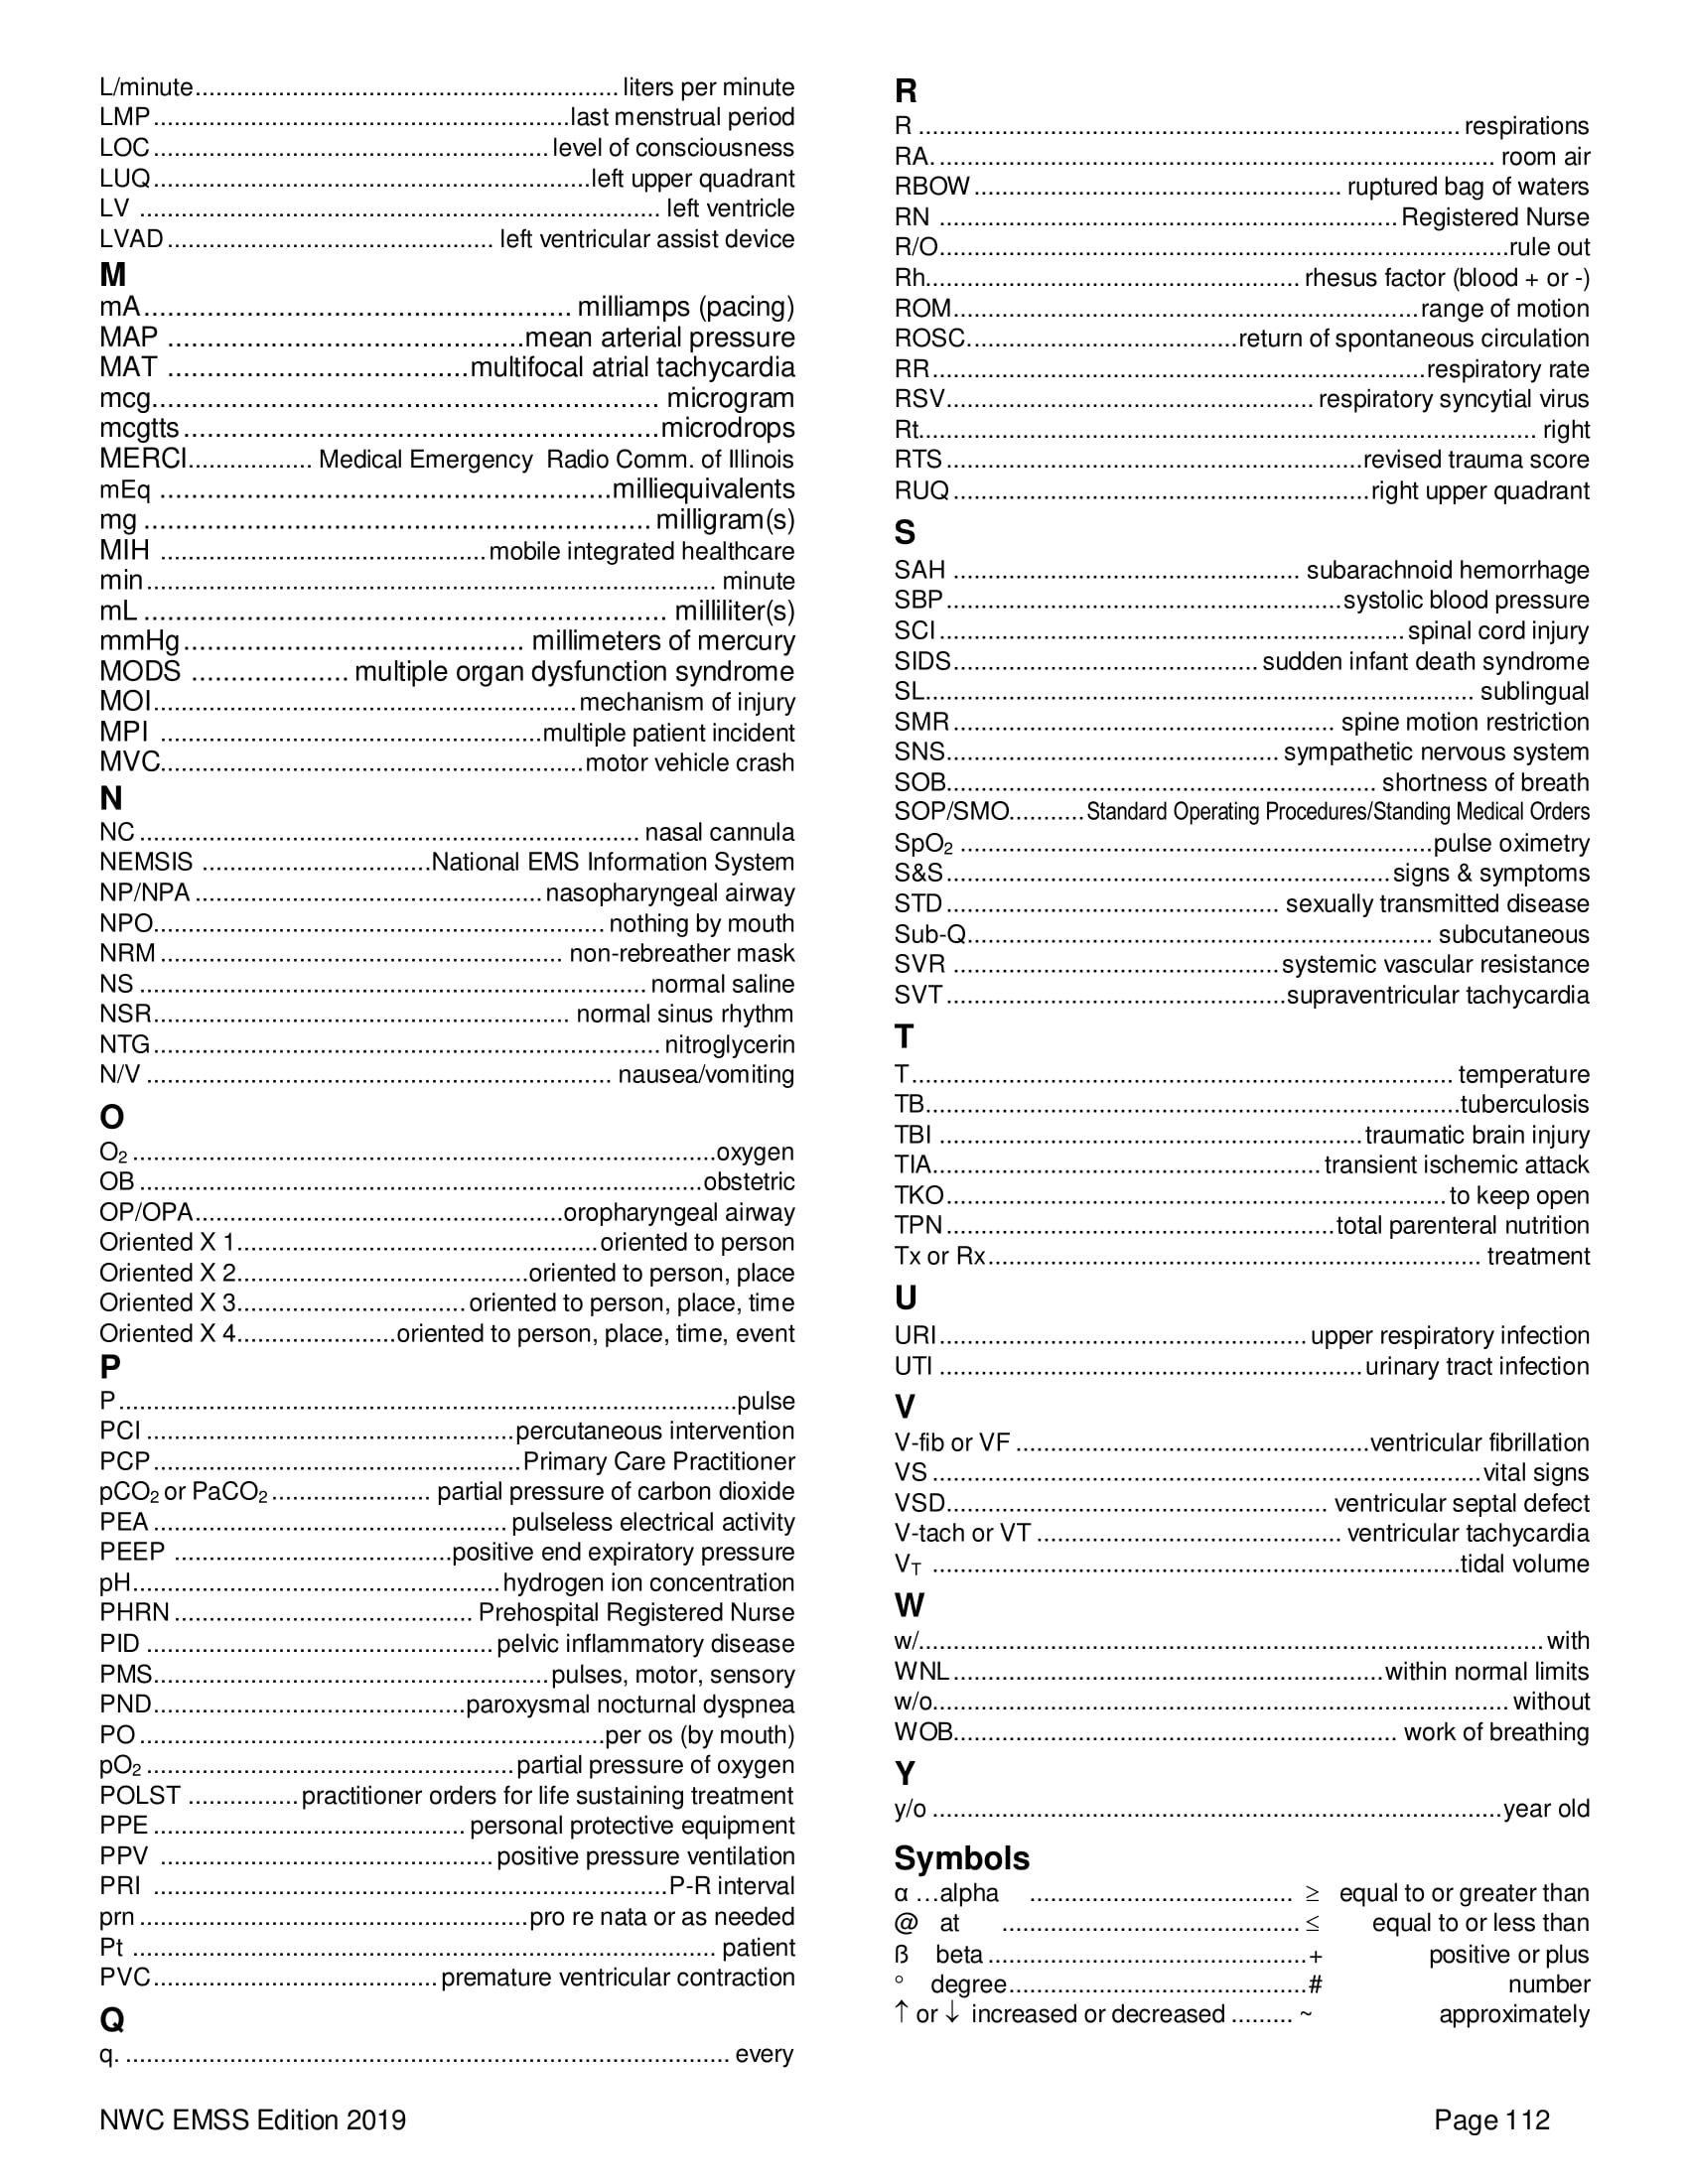 L/minute............................................................. liters per minute
LMP............................................................last menstrual period
LOC......................................................... level of consciousness
LUQ...............................................................left upper quadrant
LV ........................................................................... left ventricle
LVAD............................................... left ventricular assist device
M
mA...................................................... milliamps (pacing)
MAP ......................................mean arterial pressure
MAT ................................multifocal atrial tachycardia
mcg...................................................... microgram
mcgtts...................................................microdrops
MERCI.................. Medical Emergency Radio Comm. of Illinois
mEq ................................................milliequivalents
mg ...................................................... milligram(s)
MIH ...............................................mobile integrated healthcare
min.................................................................................. minute
mL ........................................................ milliliter(s)
mmHg.................................... millimeters of mercury
MODS ................. multiple organ dysfunction syndrome
MOI.............................................................mechanism of injury
MPI .......................................................multiple patient incident
MVC.............................................................motor vehicle crash
N
NC ........................................................................ nasal cannula
NEMSIS .................................National EMS Information System
NP/NPA ..................................................nasopharyngeal airway
NPO................................................................. nothing by mouth
NRM .......................................................... non-rebreather mask
NS ......................................................................... normal saline
NSR............................................................ normal sinus rhythm
NTG......................................................................... nitroglycerin
N/V ................................................................... nausea/vomiting
O
O₂ ....................................................................................oxygen
OB .................................................................................obstetric
OP/OPA.....................................................oropharyngeal airway
Oriented X 1....................................................oriented to person
Oriented X 2..........................................oriented to person, place
Oriented X 3................................. oriented to person, place, time
Oriented X 4.......................oriented to person, place, time, event
P
P.........................................................................................pulse
PCI .....................................................percutaneous intervention
PCP.............................................................Primary Care Practitioner
pCO₂ or PaCO₂....................... partial pressure of carbon dioxide
PEA ................................................... pulseless electrical activity
PEEP ........................................positive end expiratory pressure
pH.....................................................hydrogen ion concentration
PHRN ........................................... Prehospital Registered Nurse
PID .................................................. pelvic inflammatory disease
PMS.........................................................pulses, motor, sensory
PND.............................................paroxysmal nocturnal dyspnea
PO ...................................................................per os (by mouth)
pO₂ .....................................................partial pressure of oxygen
POLST ................practitioner orders for life sustaining treatment
PPE ............................................. personal protective equipment
PPV ................................................positive pressure ventilation
PRI ..........................................................................P-R interval
prn ........................................................pro re nata or as needed
Pt .................................................................................... patient
PVC......................................... premature ventricular contraction
Q
q. ....................................................................................... every
R
R .............................................................................. respirations
RA. ................................................................................ room air
RBOW ..................................................... ruptured bag of waters
RN .................................................................. Registered Nurse
R/O..................................................................................rule out
Rh...................................................... rhesus factor (blood + or -)
ROM...................................................................range of motion
ROSC.......................................return of spontaneous circulation
RR.......................................................................respiratory rate
RSV..................................................... respiratory syncytial virus
Rt......................................................................................... right
RTS ............................................................revised trauma score
RUQ ............................................................right upper quadrant
S
SAH .................................................. subarachnoid hemorrhage
SBP .........................................................systolic blood pressure
SCI ................................................................... spinal cord injury
SIDS............................................ sudden infant death syndrome
SL............................................................................... sublingual
SMR ....................................................... spine motion restriction
SNS................................................ sympathetic nervous system
SOB.............................................................. shortness of breath
SOP/SMO...........Standard Operating Procedures/Standing Medical Orders
SpO₂ ....................................................................pulse oximetry
S&S ................................................................signs & symptoms
STD ................................................ sexually transmitted disease
Sub-Q................................................................... subcutaneous
SVR ...............................................systemic vascular resistance
SVT .................................................supraventricular tachycardia
T
T.............................................................................. temperature
TB.............................................................................tuberculosis
TBI .............................................................traumatic brain injury
TIA........................................................ transient ischemic attack
TKO........................................................................to keep open
TPN ........................................................total parenteral nutrition
Tx or Rx....................................................................... treatment
U
URI..................................................... upper respiratory infection
UTI .............................................................urinary tract infection
V
V-fib or VF ...................................................ventricular fibrillation
VS ...............................................................................vital signs
VSD....................................................... ventricular septal defect
V-tach or VT ............................................ ventricular tachycardia
V_T ............................................................................tidal volume
W
w/.......................................................................................... with
WNL..............................................................within normal limits
w/o................................................................................... without
WOB................................................................ work of breathing
Y
y/o ..................................................................................year old
Symbols
α …alpha ...................................... ≥ equal to or greater than
@ at ........................................... ≤ equal to or less than
ß beta ..............................................+ positive or plus
° degree...........................................# number
↑ or ↓ increased or decreased ......... ~ approximately
NWC EMSS Edition 2019 Page 112